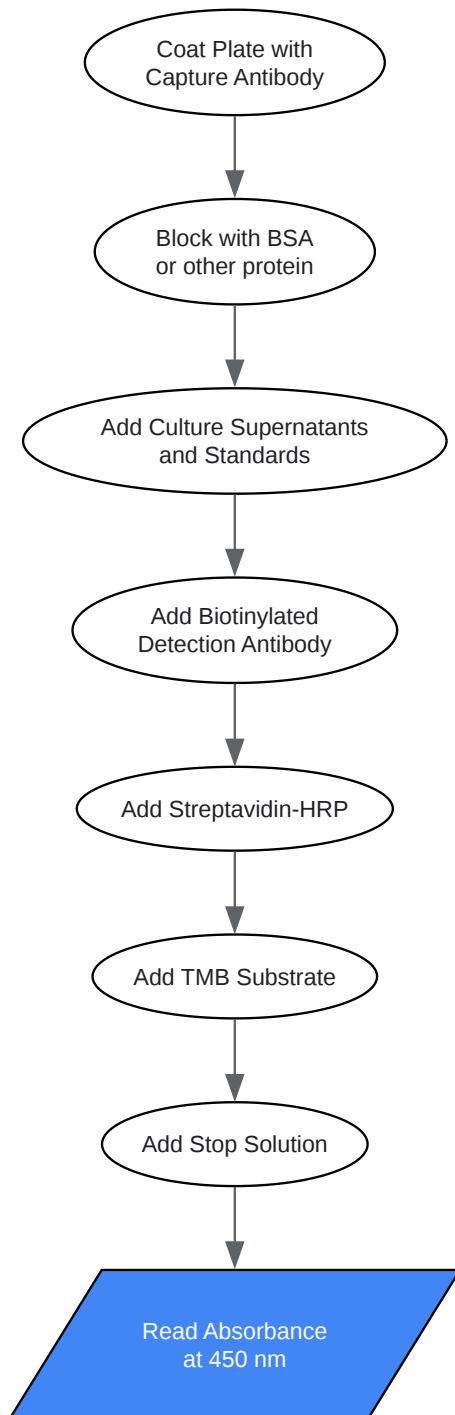 Coat Plate with
Capture Antibody
Block with BSA
or other protein
Add Culture Supernatants
and Standards
Add Biotinylated
Detection Antibody
Add Streptavidin-HRP
Add TMB Substrate
Add Stop Solution
Read Absorbance
at 450 nm